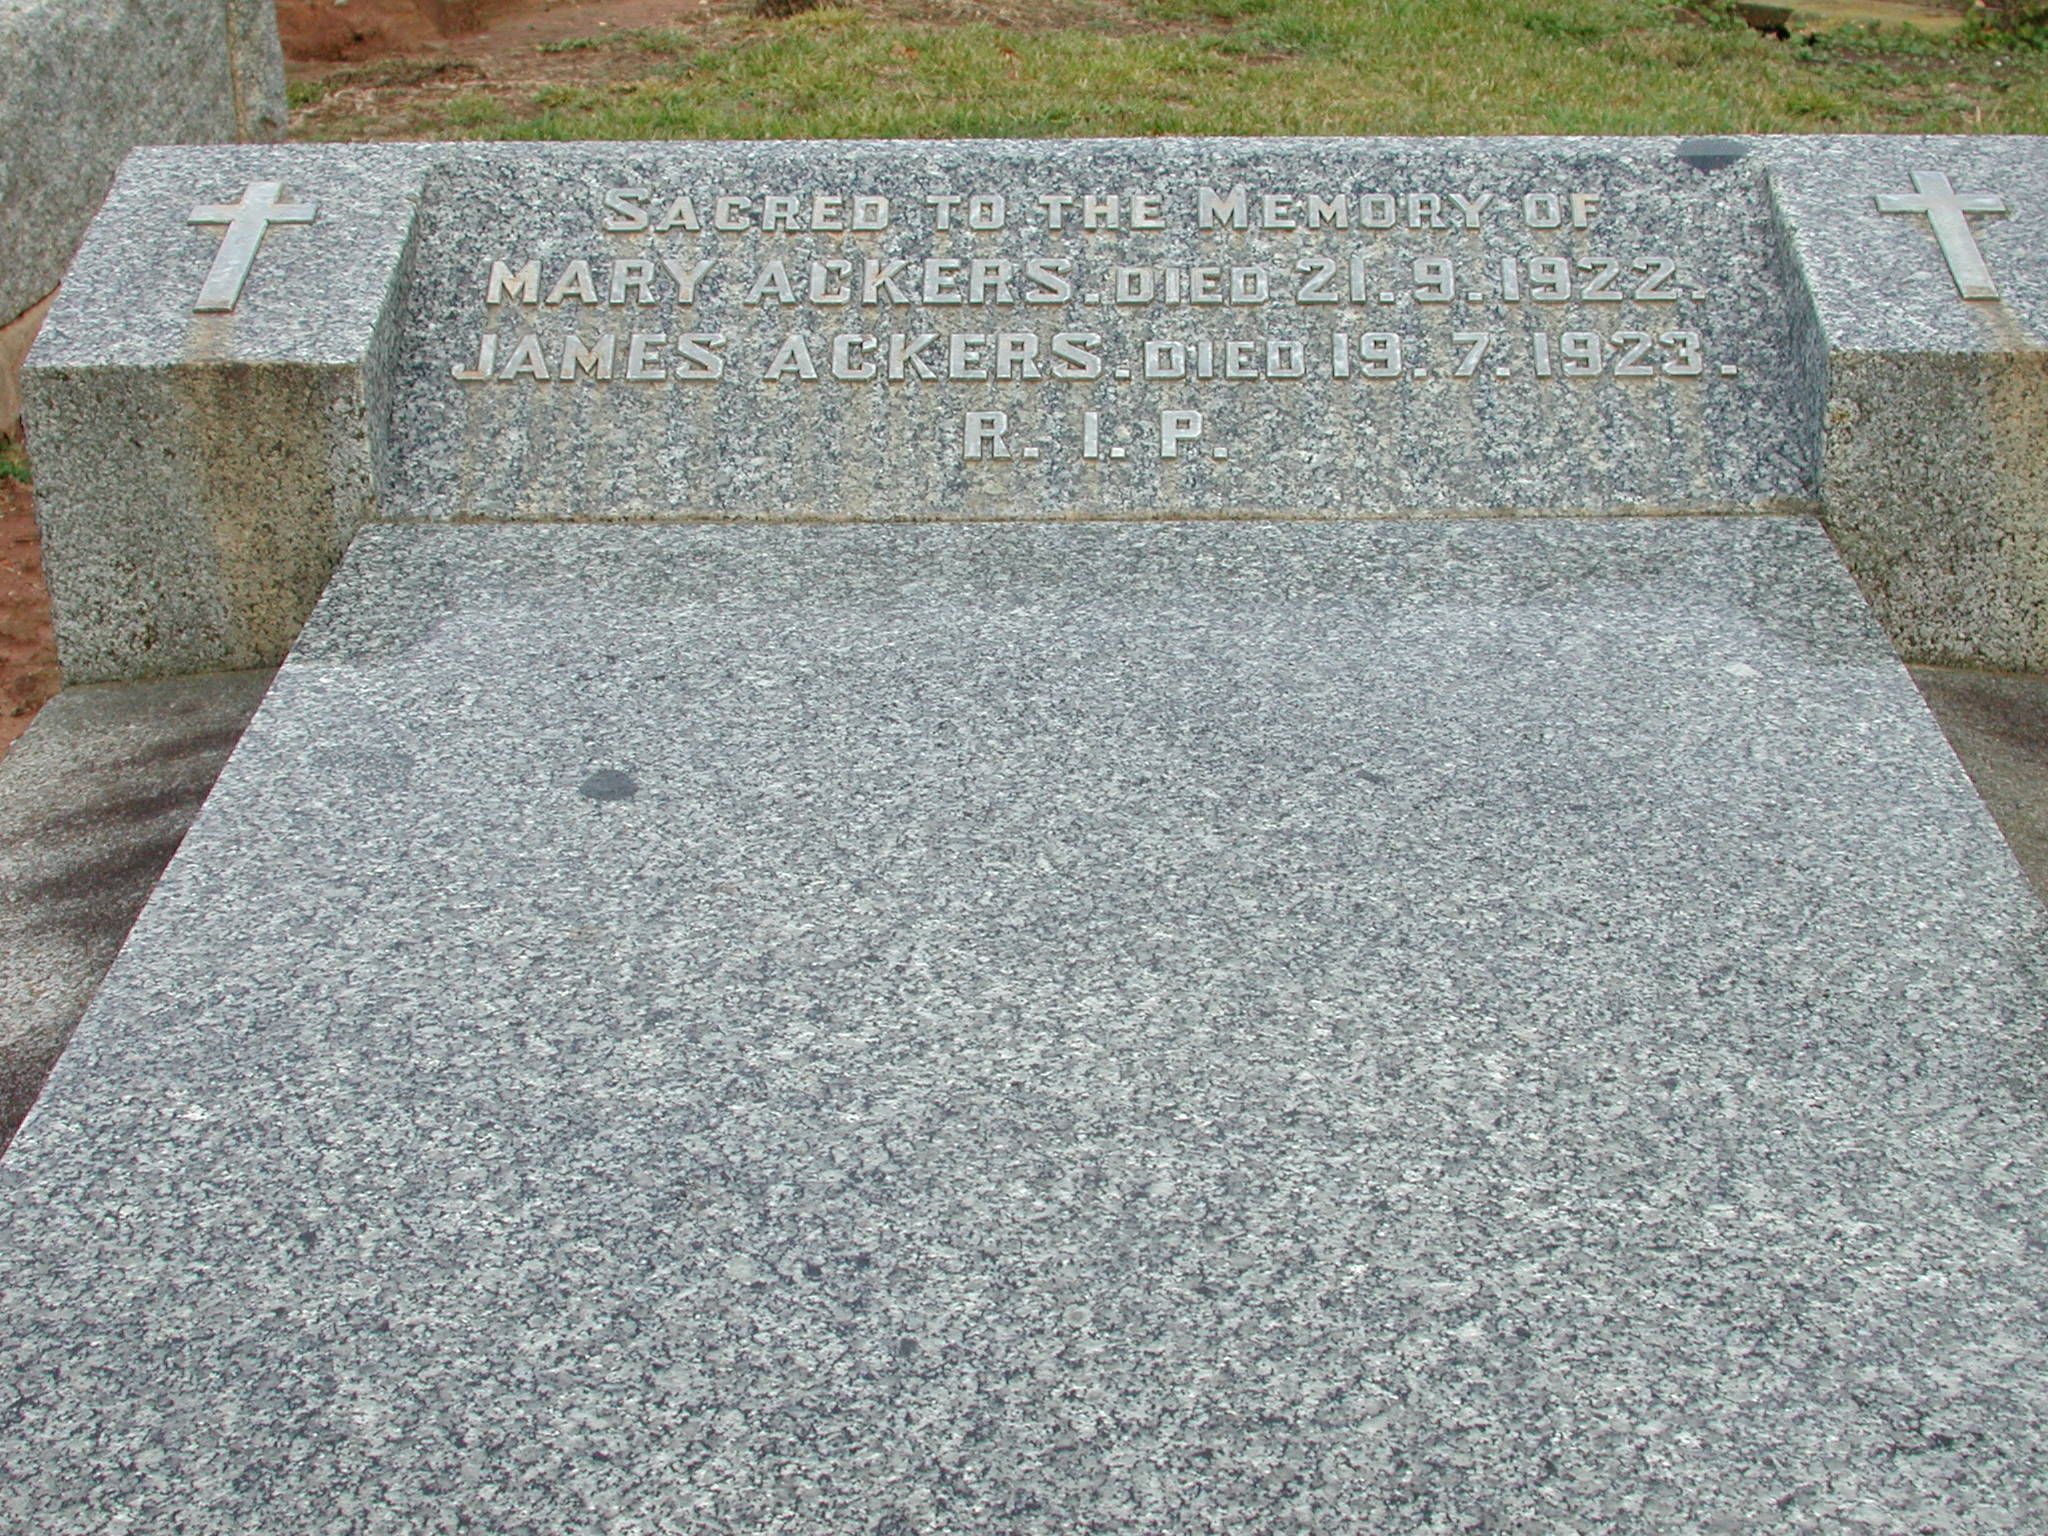 SACRED TO THE MEMORY OF
MARY ACKERS. DIED 21. 9. 1922.
JAMES ACKERS. DIED 19. 7. 1923.
R. I. P.